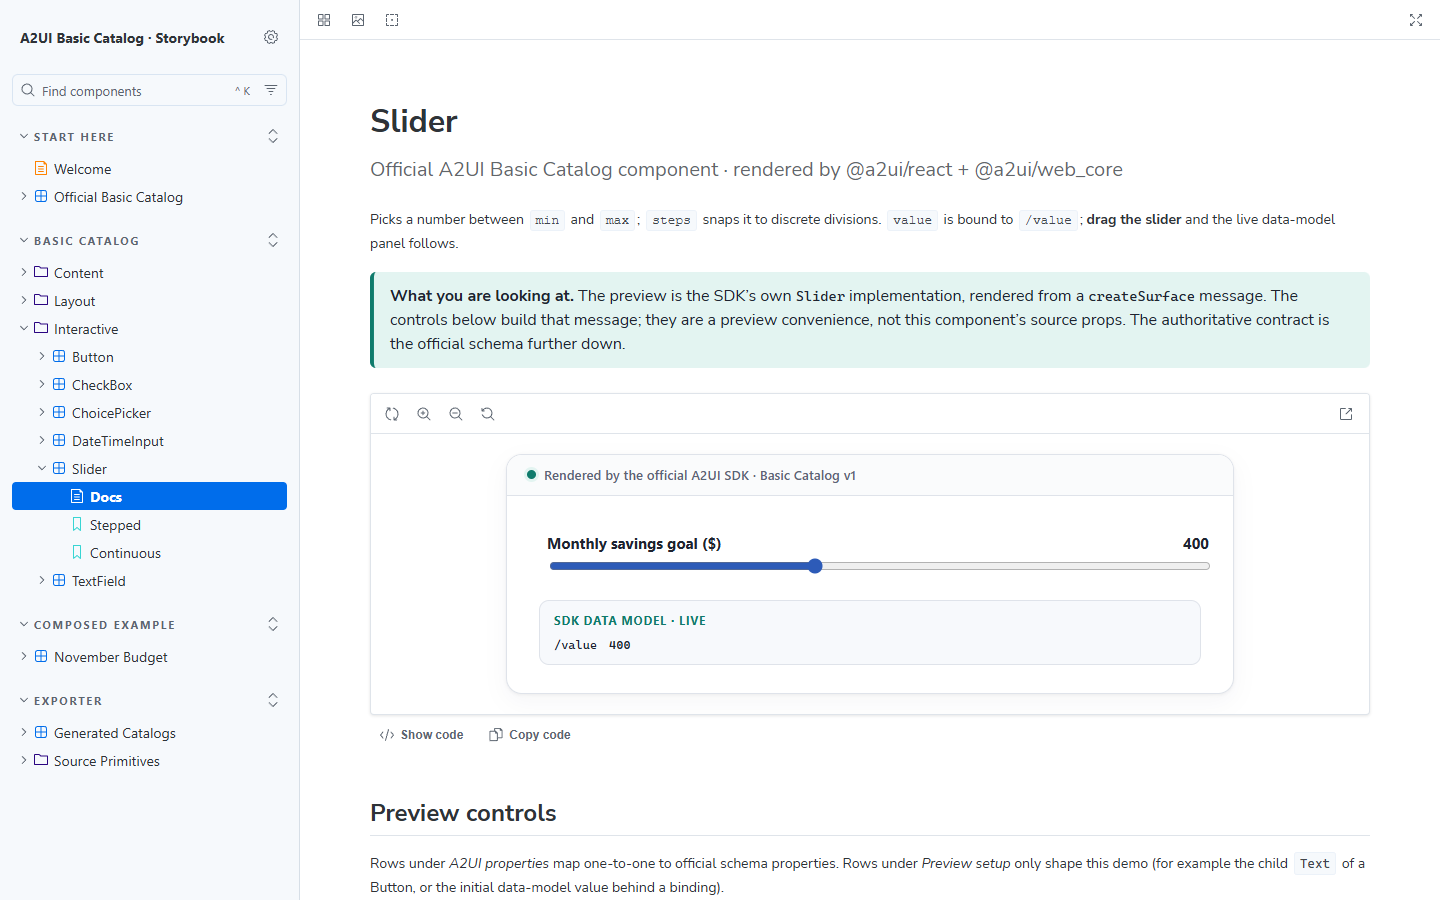 A2UI Basic Catalog · Storybook
Find components
^ K
START HERE
Welcome
Official Basic Catalog
BASIC CATALOG
Content
Layout
Interactive
Button
CheckBox
ChoicePicker
DateTimeInput
Slider
Docs
Stepped
Continuous
TextField
COMPOSED EXAMPLE
November Budget
EXPORTER
Generated Catalogs
Source Primitives
Slider
Official A2UI Basic Catalog component · rendered by @a2ui/react + @a2ui/web_core
Picks a number between min and max; steps snaps it to discrete divisions. value is bound to /value; drag the slider and the live data-model
panel follows.
What you are looking at. The preview is the SDK’s own Slider implementation, rendered from a createSurface message. The
controls below build that message; they are a preview convenience, not this component’s source props. The authoritative contract is
the official schema further down.
Rendered by the official A2UI SDK · Basic Catalog v1
Monthly savings goal ($) 400
SDK DATA MODEL · LIVE
/value 400
Show code
Copy code
Preview controls
Rows under A2UI properties map one-to-one to official schema properties. Rows under Preview setup only shape this demo (for example the child Text of a
Button, or the initial data-model value behind a binding).